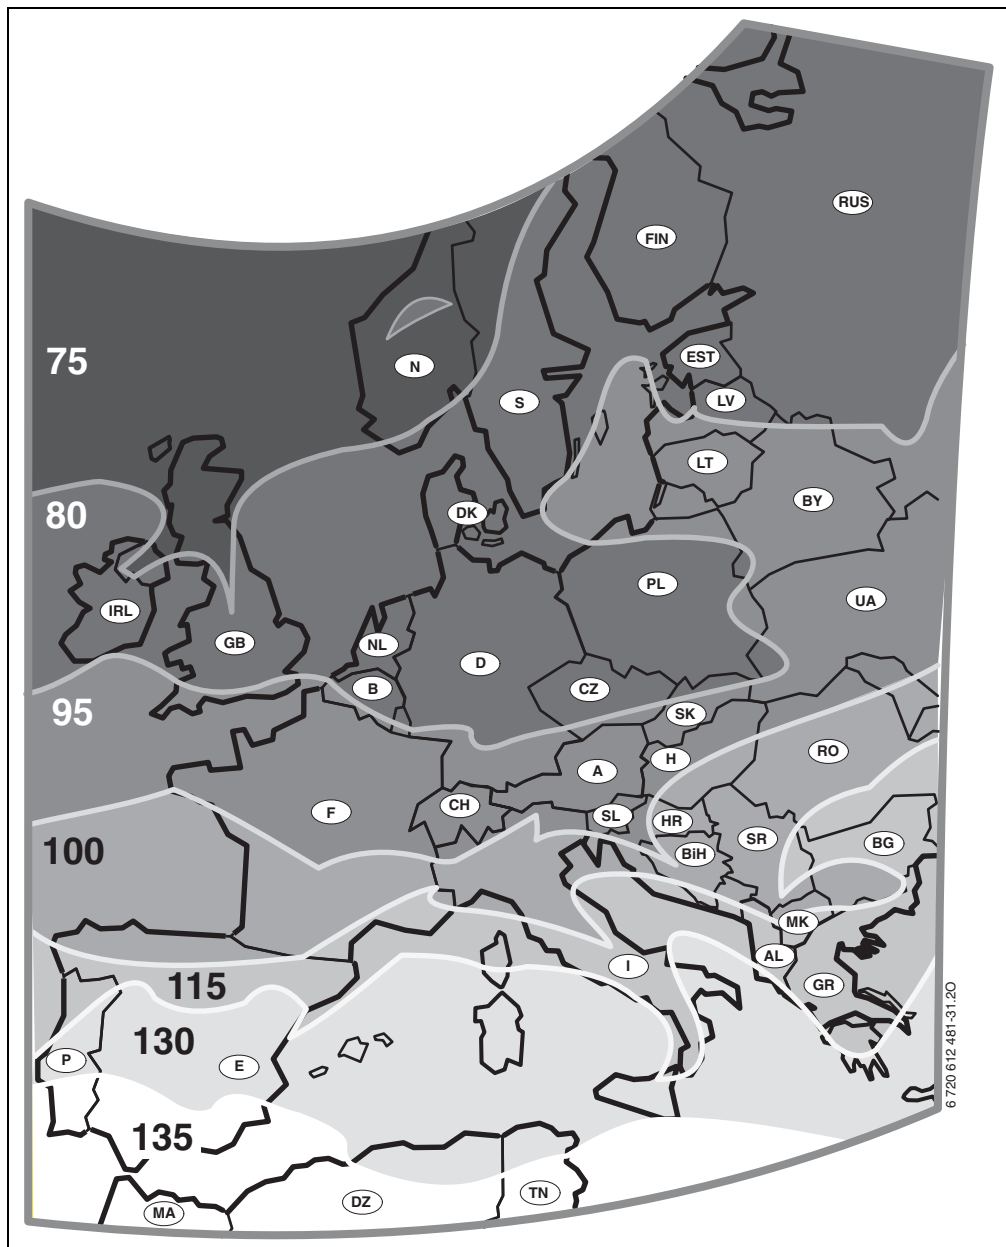 RUS
FIN
75
N
EST
S
LV
LT
80
DK
BY
PL
IRL
UA
GB
NL
D
B
CZ
95
SK
RO
H
A
CH
F
SL
HR
SR
BG
100
BiH
MK
AL
I
GR
115
130
P
E
135
DZ
TN
MA
6 720 612 481-31.2O